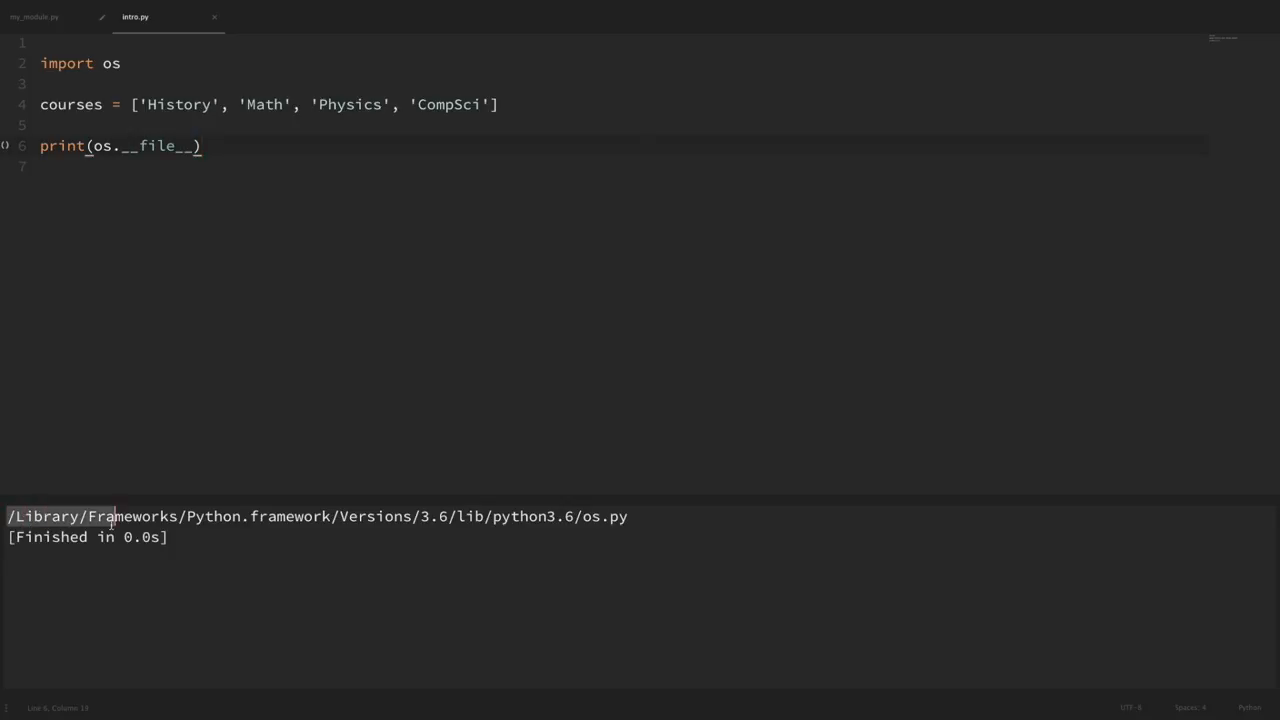 my_module.py intro.py ×
1
2 import os
3
4 courses = ['History', 'Math', 'Physics', 'CompSci']
5
() 6 print(os.__file__)
7
/Library/Frameworks/Python.framework/Versions/3.6/lib/python3.6/os.py
[Finished in 0.0s]
Line 6, Column 19 UTF-8 Spaces: 4 Python